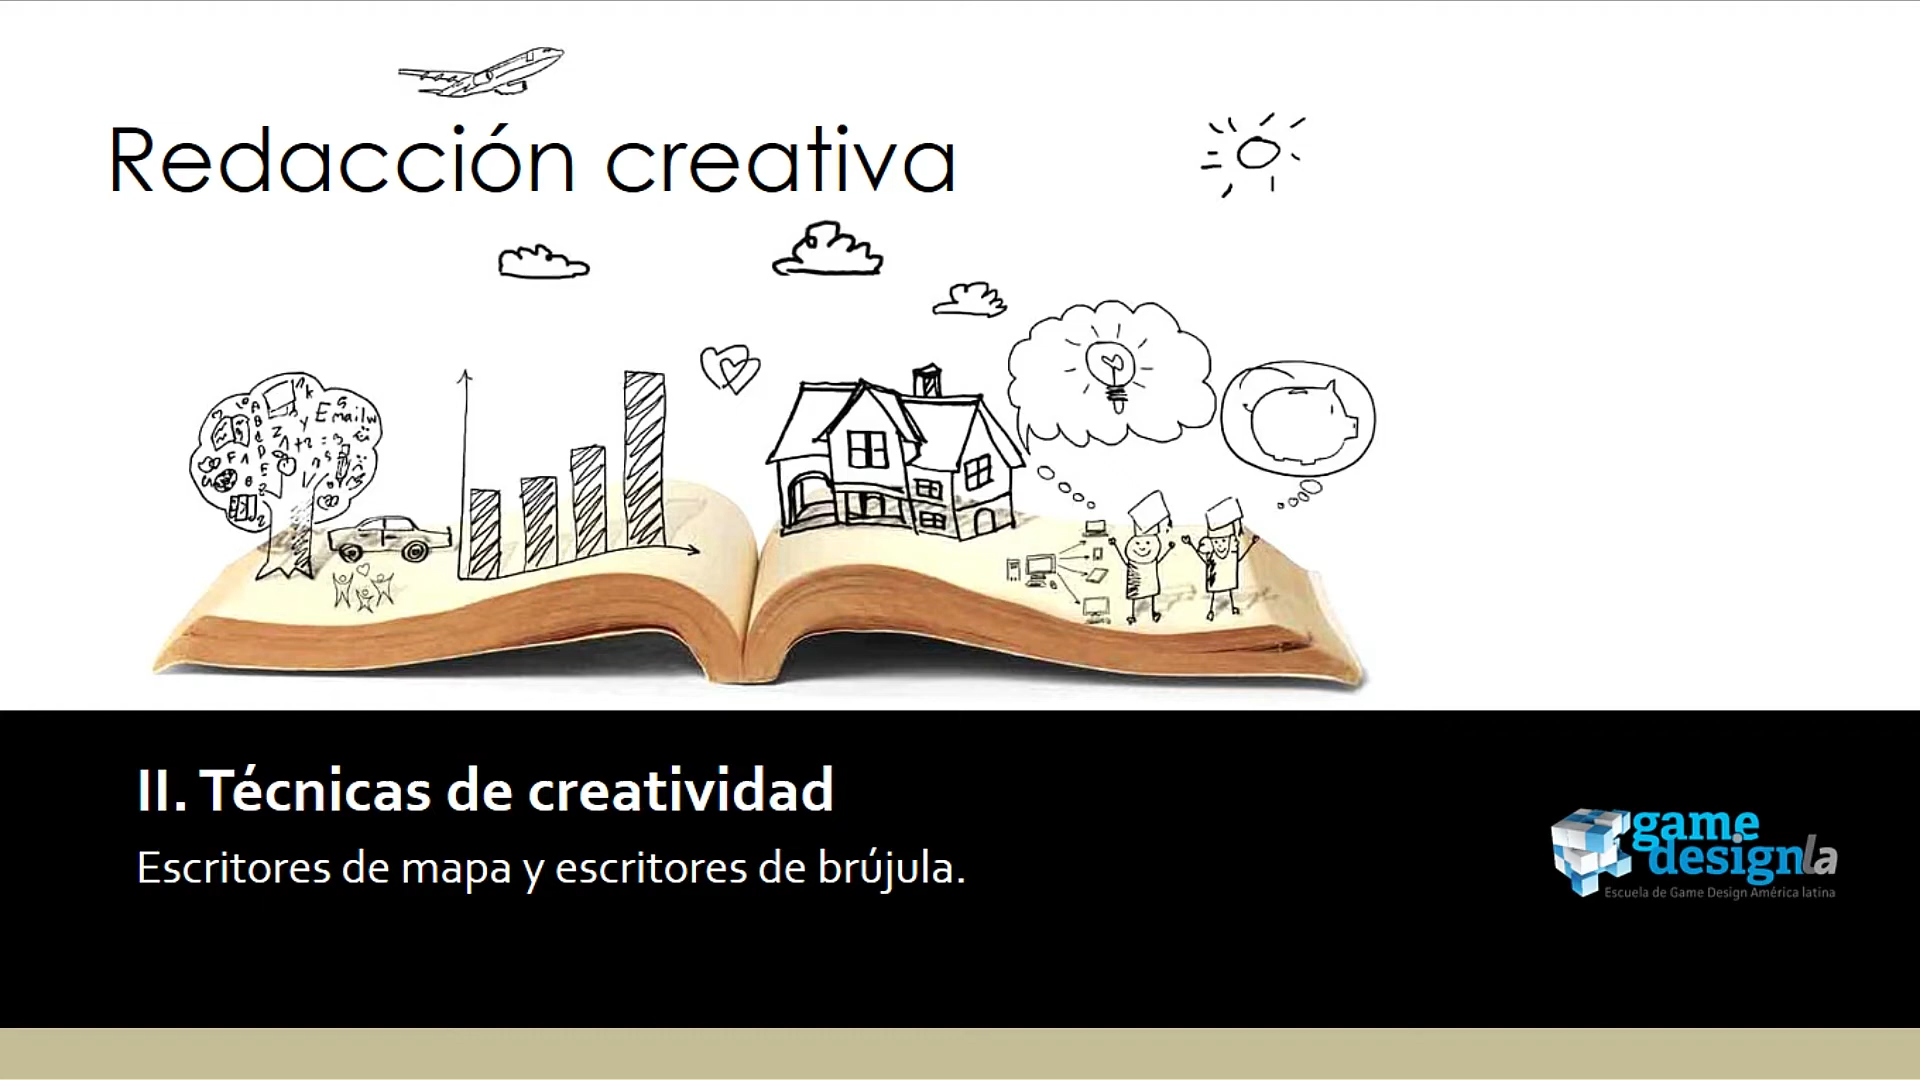 Redacción creativa
Email
II. Técnicas de creatividad
Escritores de mapa y escritores de brújula.
game
designla
Escuela de Game Design América latina